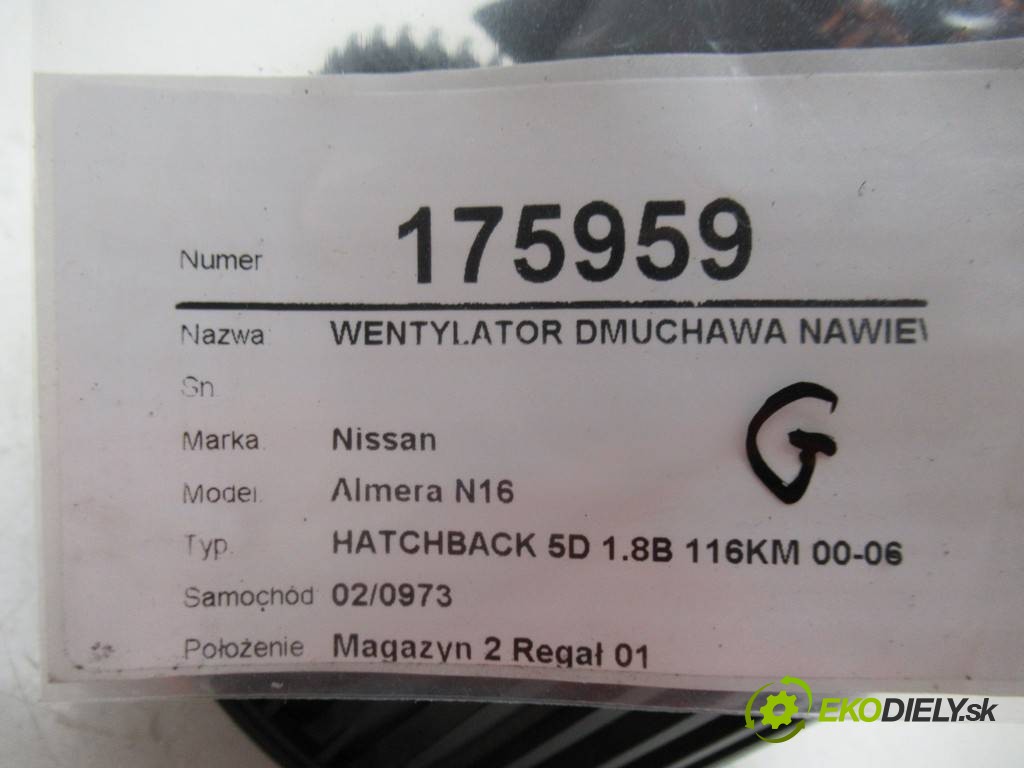 Numer 175959
Nazwa WENTYLATOR DMUCHAWA NAWIEW
Sn.
Marka Nissan
Model. Almera N16
Typ. HATCHBACK 5D 1.8B 116KM 00-06
Samochód 02/0973
Położenie Magazyn 2 Regał 01
G
EKODIELY.sk